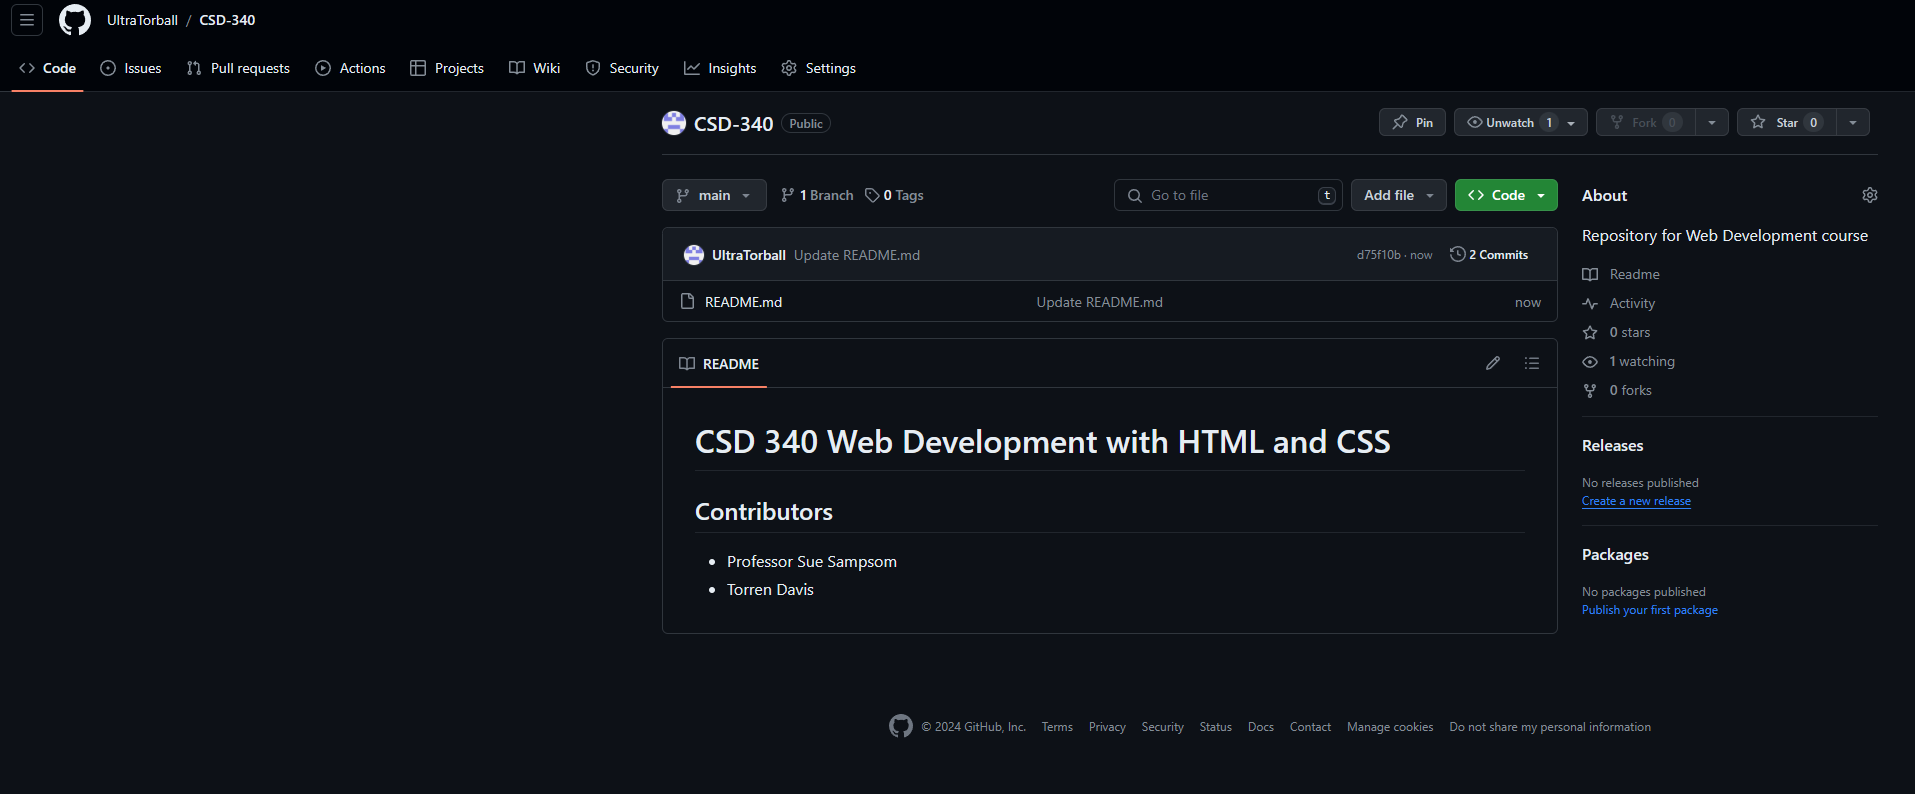 UltraTorball / CSD-340
Code Issues Pull requests Actions Projects Wiki Security Insights Settings
CSD-340 Public Pin Unwatch 1 Fork 0 Star 0
main 1 Branch 0 Tags Go to file t Add file Code
UltraTorball Update README.md d75f10b · now 2 Commits
README.md Update README.md now
README
CSD 340 Web Development with HTML and CSS
Contributors
• Professor Sue Sampsom
• Torren Davis
About
Repository for Web Development course
Readme
Activity
0 stars
1 watching
0 forks
Releases
No releases published
Create a new release
Packages
No packages published
Publish your first package
© 2024 GitHub, Inc. Terms Privacy Security Status Docs Contact Manage cookies Do not share my personal information